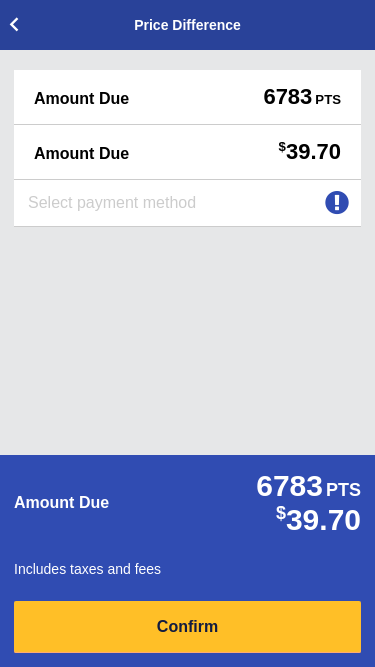 Price Difference
Amount Due 6783 PTS
Amount Due $39.70
Select payment method
Amount Due 6783 PTS
$39.70
Includes taxes and fees
Confirm